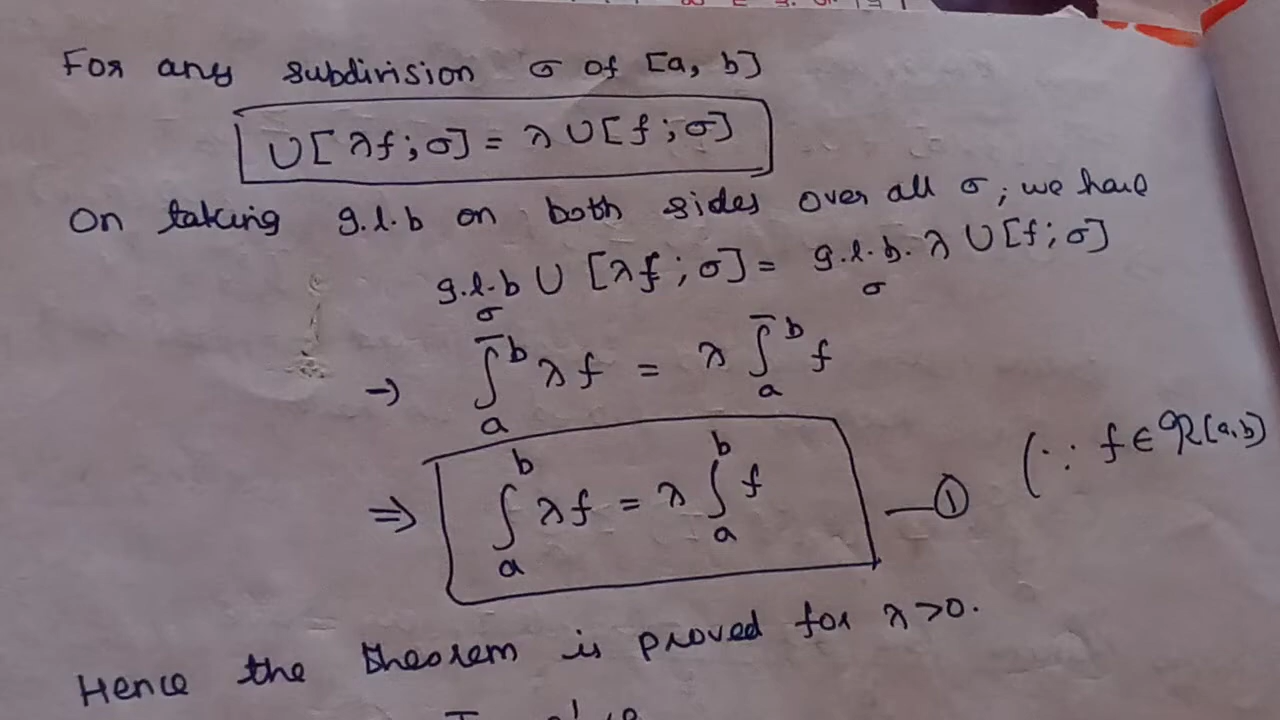 For any subdivision σ of [a, b]
U[λf;σ] = λU[f;σ]
On taking g.l.b on both sides over all σ; we have
g.l.b U [λf;σ] = g.l.b. λ U[f;σ]
σ σ
→ ∫̅ₐᵇ λf = λ ∫̅ₐᵇ f
⇒ ∫ₐᵇ λf = λ ∫ₐᵇ f —① (∵ f ∈ R[a,b]
Hence the theorem is proved for λ>0.